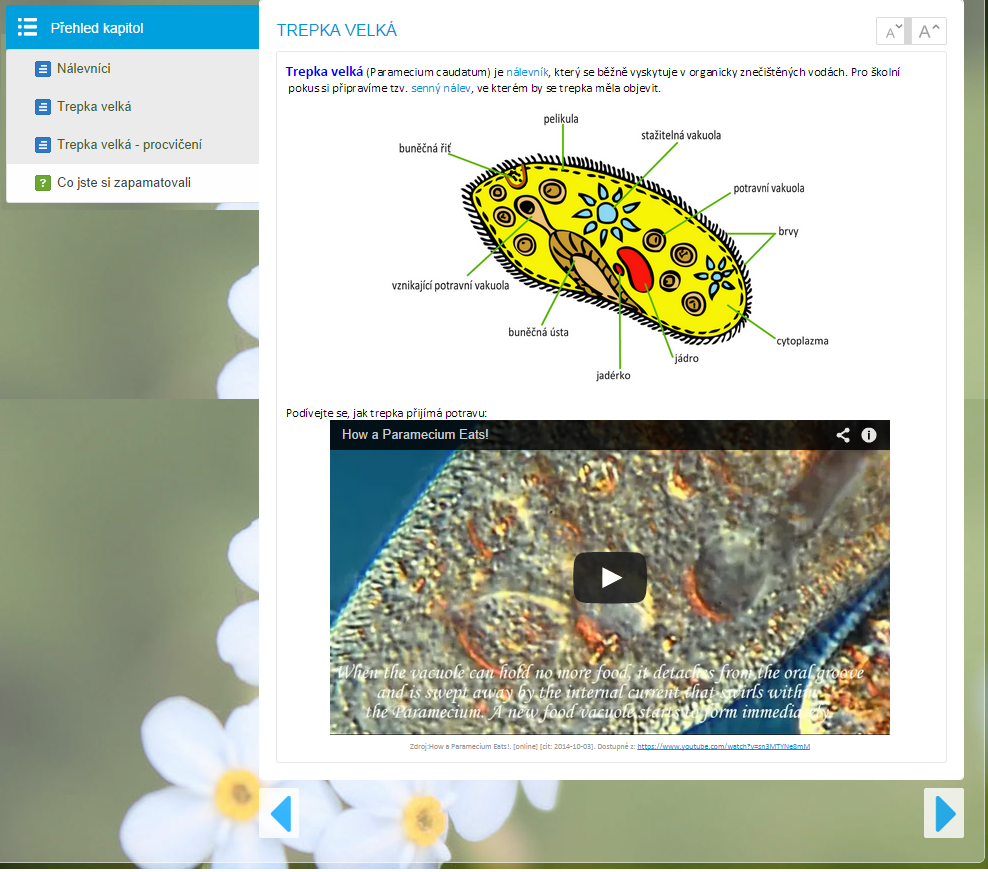 Přehled kapitol
Nálevníci
Trepka velká
Trepka velká - procvičení
Co jste si zapamatovali
TREPKA VELKÁ
A A
Trepka velká (Paramecium caudatum) je nálevník, který se běžně vyskytuje v organicky znečištěných vodách. Pro školní
pokus si připravíme tzv. senný nálev, ve kterém by se trepka měla objevit.
pelikula
stažitelná vakuola
buněčná řiť
potravní vakuola
brvy
vznikající potravní vakuola
buněčná ústa
cytoplazma
jádro
jadérko
Podívejte se, jak trepka přijímá potravu:
How a Paramecium Eats!
When the vacuole can hold no more food, it detaches from the oral groove
and is swept away by the internal current that swirls within
the Paramecium. A new food vacuole starts to form immediately.
Zdroj:How a Paramecium Eats!. [online] [cit: 2014-10-03]. Dostupné z: